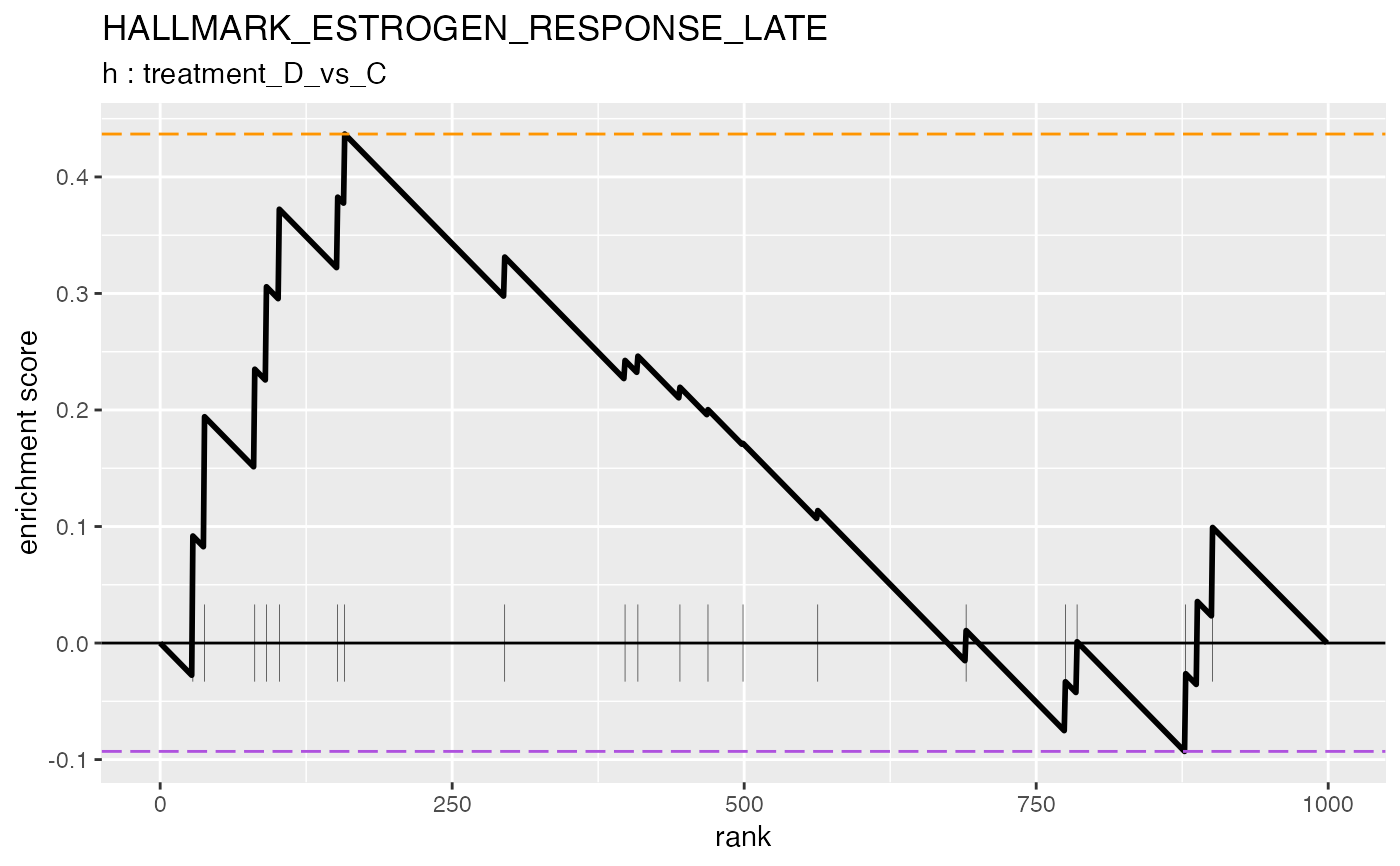 HALLMARK_ESTROGEN_RESPONSE_LATE
h : treatment_D_vs_C
enrichment score
0.4
0.3
0.2
0.1
0.0
-0.1
0
250
500
750
1000
rank